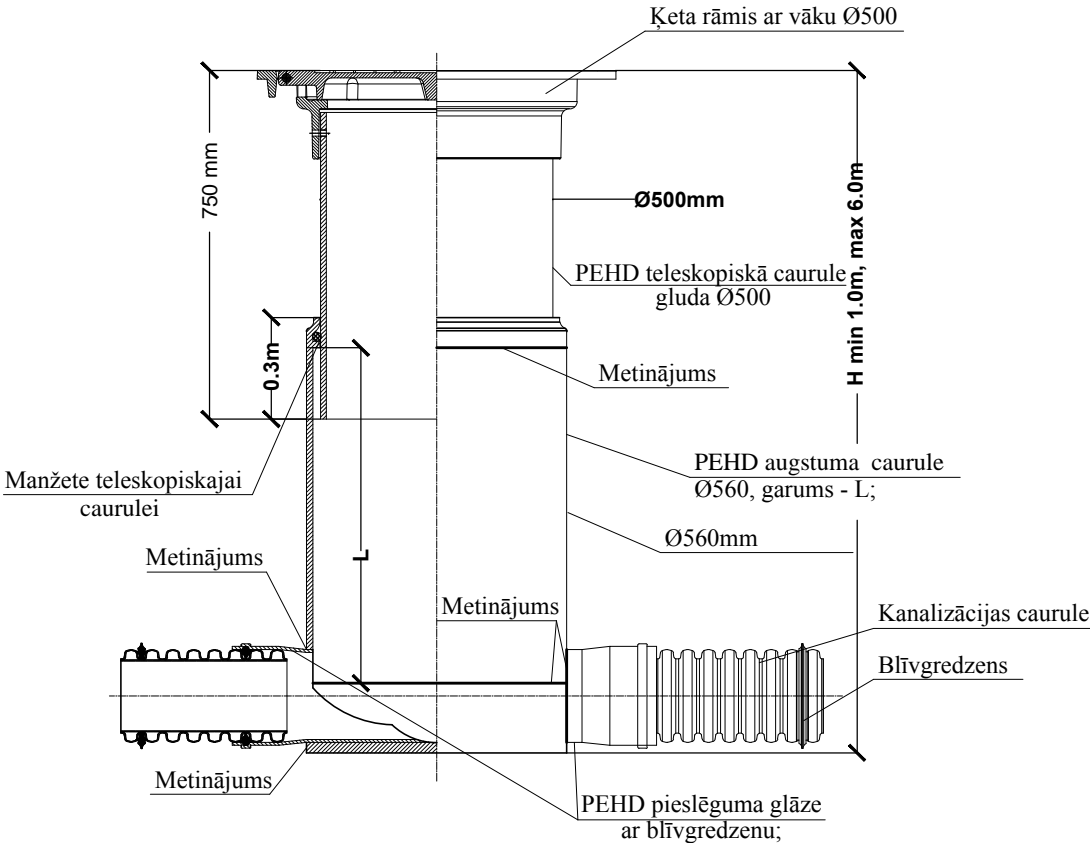 Ķeta rāmis ar vāku Ø500
750 mm
H min 1.0m, max 6.0m
Ø500mm
PEHD teleskopiskā caurule
gluda Ø500
0.3m
Metinājums
PEHD augstuma caurule
Ø560, garums - L;
Manžete teleskopiskajai
caurulei
Ø560mm
L
Metinājums
Metinājums
Kanalizācijas caurule
Blīvgredzens
Metinājums
PEHD pieslēguma glāze
ar blīvgredzenu;